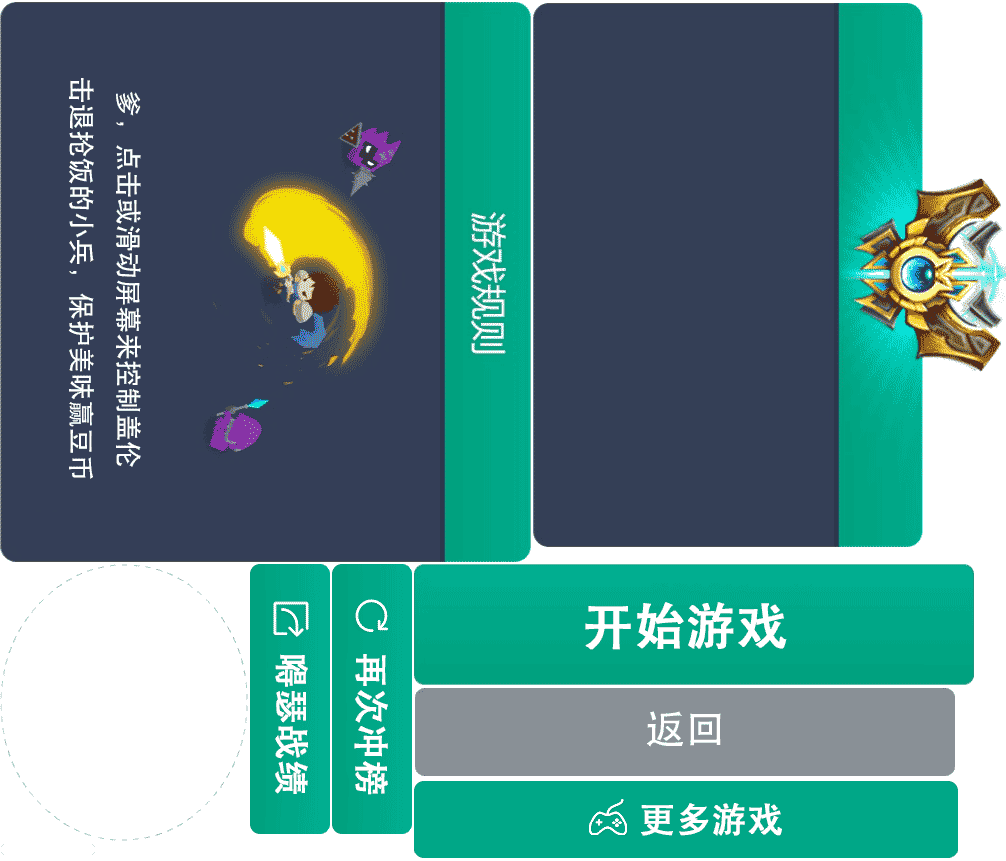 游戏规则
爹，点击或滑动屏幕来控制盖伦
击退抢饭的小兵，保护美味赢豆币
开始游戏
返回
更多游戏
再次冲榜
嘚瑟战绩